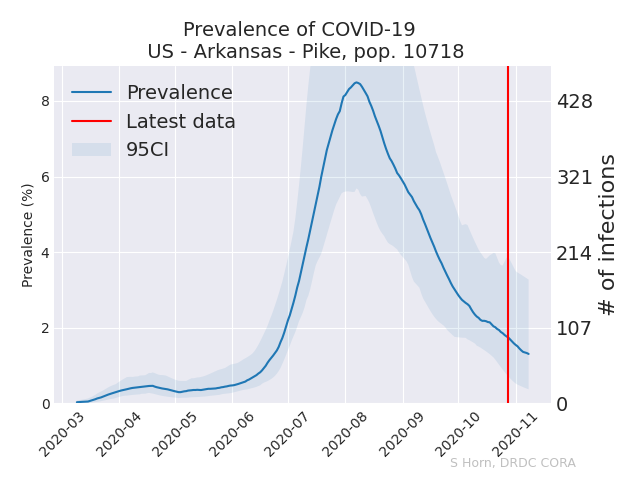 Prevalence of COVID-19
US - Arkansas - Pike, pop. 10718
Prevalence
Latest data
95CI
Prevalence (%)
8
6
4
2
0
428
321
214
107
0
# of infections
2020-03
2020-04
2020-05
2020-06
2020-07
2020-08
2020-09
2020-10
2020-11
S Horn, DRDC CORA